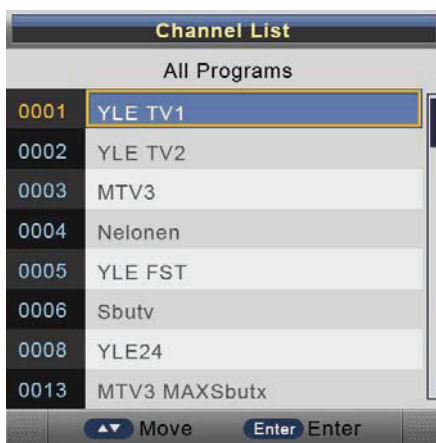 Channel List
All Programs
0001 YLE TV1
0002 YLE TV2
0003 MTV3
0004 Nelonen
0005 YLE FST
0006 Sbutv
0008 YLE24
0013 MTV3 MAXSbutx
Move Enter Enter